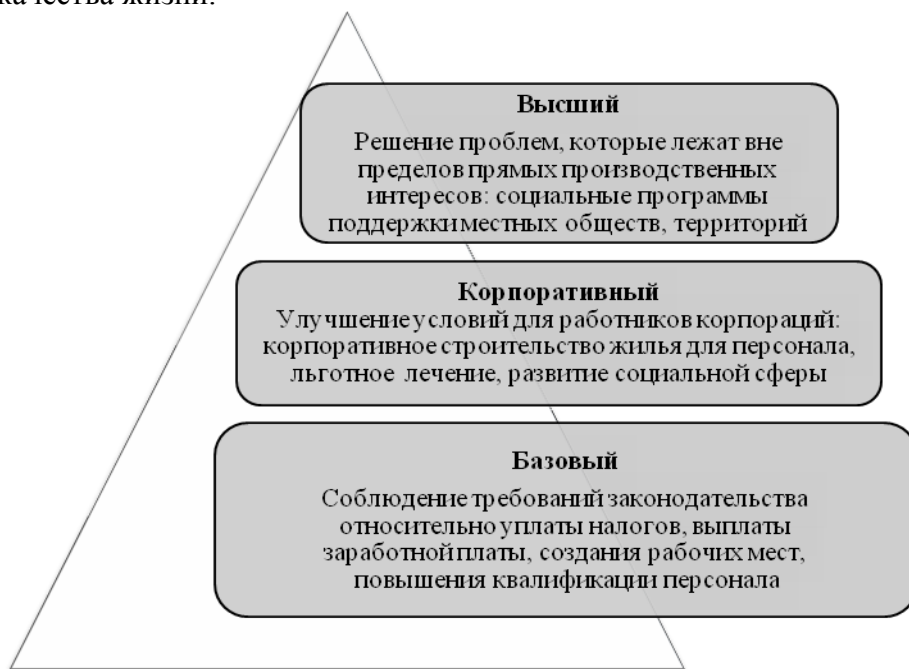 качества жизни.
Высший
Решение проблем, которые лежат вне
пределов прямых производственных
интересов: социальные программы
поддержки местных обществ, территорий
Корпоративный
Улучшение условий для работников корпораций:
корпоративное строительство жилья для персонала,
льготное лечение, развитие социальной сферы
Базовый
Соблюдение требований законодательства
относительно уплаты налогов, выплаты
заработной платы, создания рабочих мест,
повышения квалификации персонала